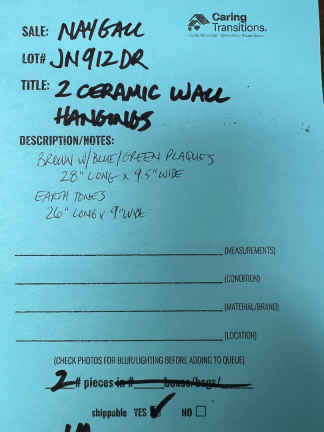 Caring
Transitions
SALE: NAYGALL
LOT# JN912DR
TITLE: 2 CERAMIC WALL
HANGINGS
DESCRIPTION/NOTES:
BROWN W/BLUE/GREEN PLAQUES
28" LONG X 9.5" WIDE
EARTH TONES
26" LONG X 9" WIDE
(MEASUREMENTS)
(CONDITION)
(MATERIAL/BRAND)
(LOCATION)
(CHECK PHOTOS FOR BLUR/LIGHTING BEFORE ADDING TO QUEUE)
2 # pieces in # boxes/bags/
shippable YES ✓ NO ☐